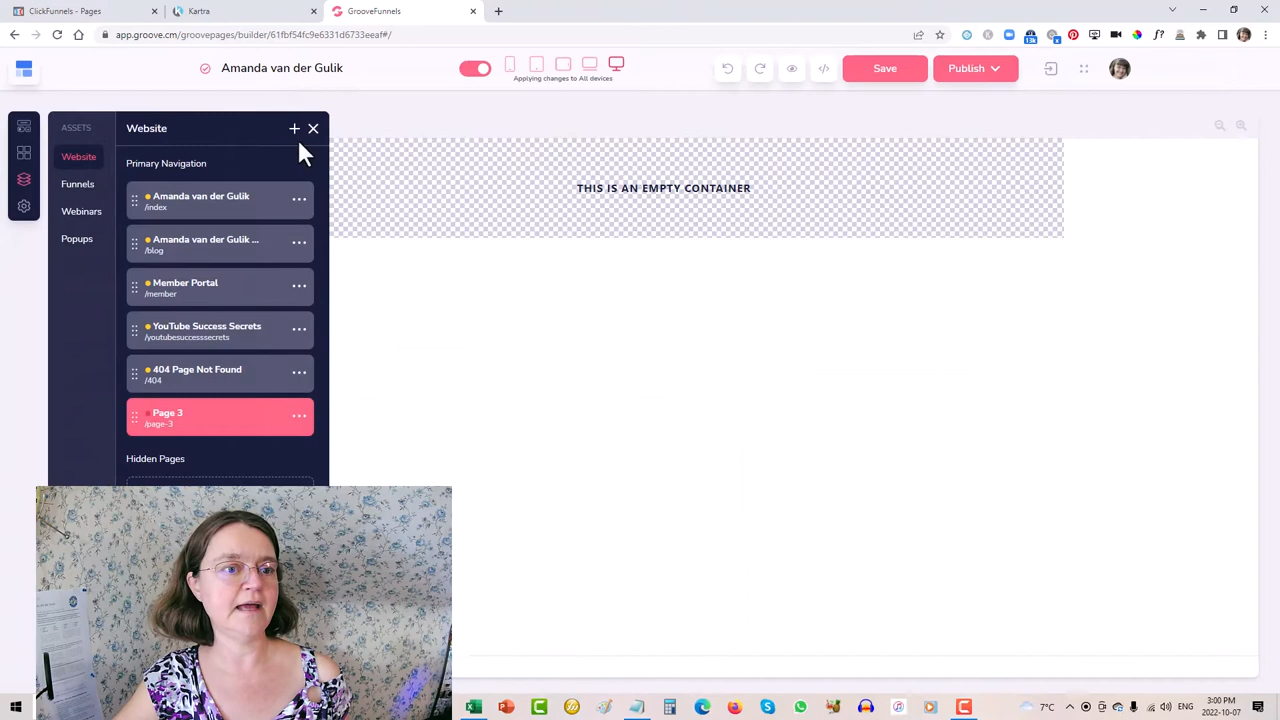 ClickFunnels - Pages
Kartra
GrooveFunnels
app.groove.cm/groovepages/builder/61fbf54fc9e6331d6733eeaf#/
13k
Amanda van der Gulik
Applying changes to All devices
Save
Publish
ASSETS
Website
Funnels
Webinars
Popups
Website
Primary Navigation
Amanda van der Gulik
/index
Amanda van der Gulik ...
/blog
Member Portal
/member
YouTube Success Secrets
/youtubesuccesssecrets
404 Page Not Found
/404
Page 3
/page-3
Hidden Pages
THIS IS AN EMPTY CONTAINER
7°C
ENG
3:00 PM
2022-10-07